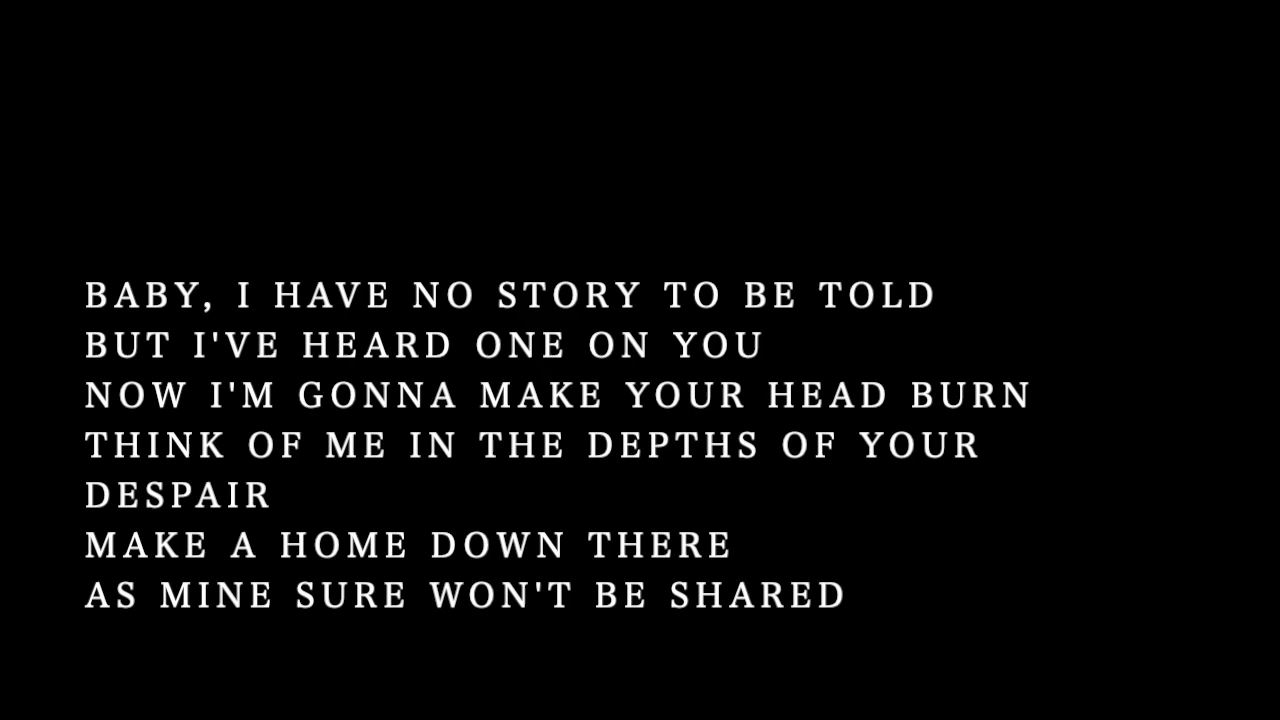 BABY, I HAVE NO STORY TO BE TOLD
BUT I'VE HEARD ONE ON YOU
NOW I'M GONNA MAKE YOUR HEAD BURN
THINK OF ME IN THE DEPTHS OF YOUR
DESPAIR
MAKE A HOME DOWN THERE
AS MINE SURE WON'T BE SHARED